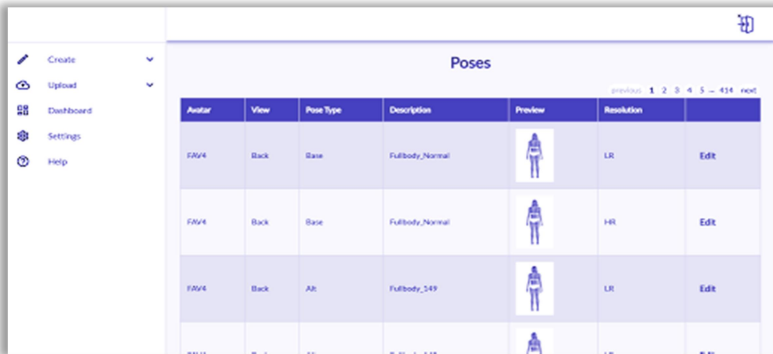 Create
Upload
Dashboard
Settings
Help
Poses
previous 1 2 3 4 5 ... 414 next
Avatar View Pose Type Description Preview Resolution
FAV4 Back Base Fullbody_Normal LR Edit
FAV4 Back Base Fullbody_Normal HR Edit
FAV4 Back Alt Fullbody_149 LR Edit